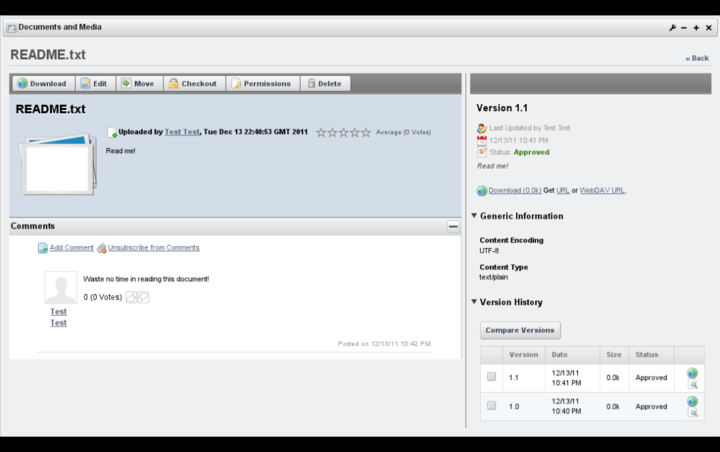 Documents and Media
README.txt
« Back
Download Edit Move Checkout Permissions Delete
README.txt
Uploaded by Test Test, Tue Dec 13 22:40:53 GMT 2011 Average (0 Votes)
Read me!
Comments
Add Comment Unsubscribe from Comments
Waste no time in reading this document!
0 (0 Votes)
Test
Test
Posted on 12/13/11 10:42 PM.
Version 1.1
Last Updated by Test Test
12/13/11 10:41 PM
Status: Approved
Read me!
Download (0.0k) Get URL or WebDAV URL.
Generic Information
Content Encoding
UTF-8
Content Type
text/plain
Version History
Compare Versions
Version Date Size Status
1.1 12/13/11 10:41 PM 0.0k Approved
1.0 12/13/11 10:40 PM 0.0k Approved